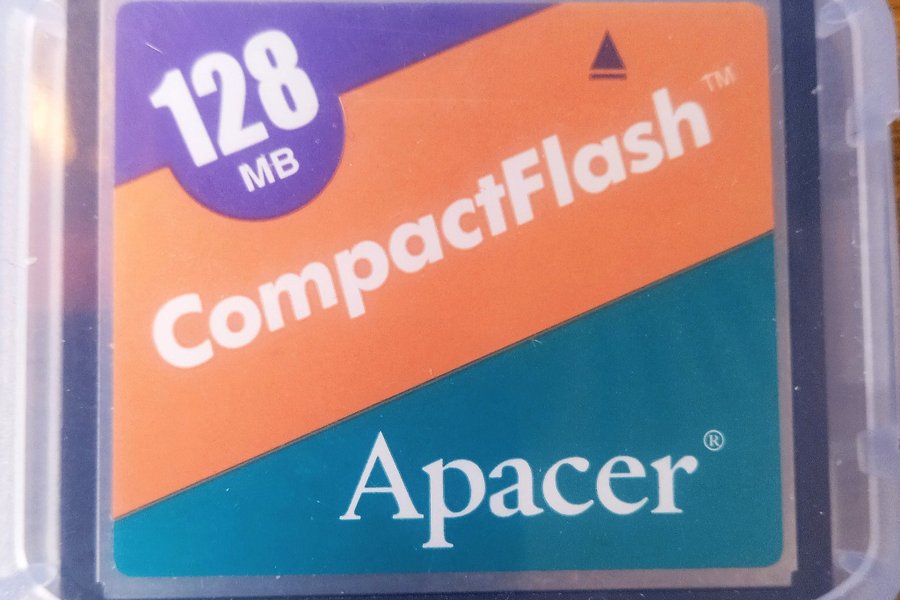 128
MB
CompactFlash™
Apacer®